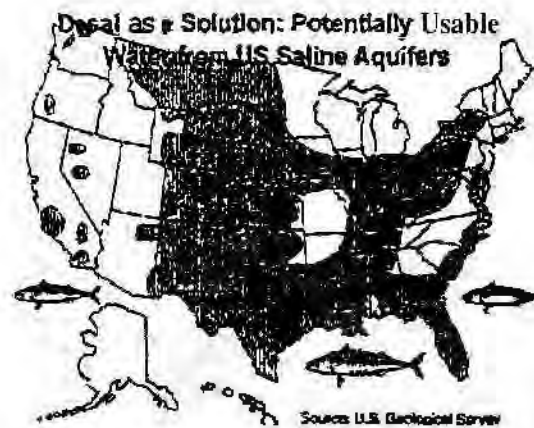 Desal as a Solution: Potentially Usable
Water from US Saline Aquifers
Source: U.S. Geological Survey